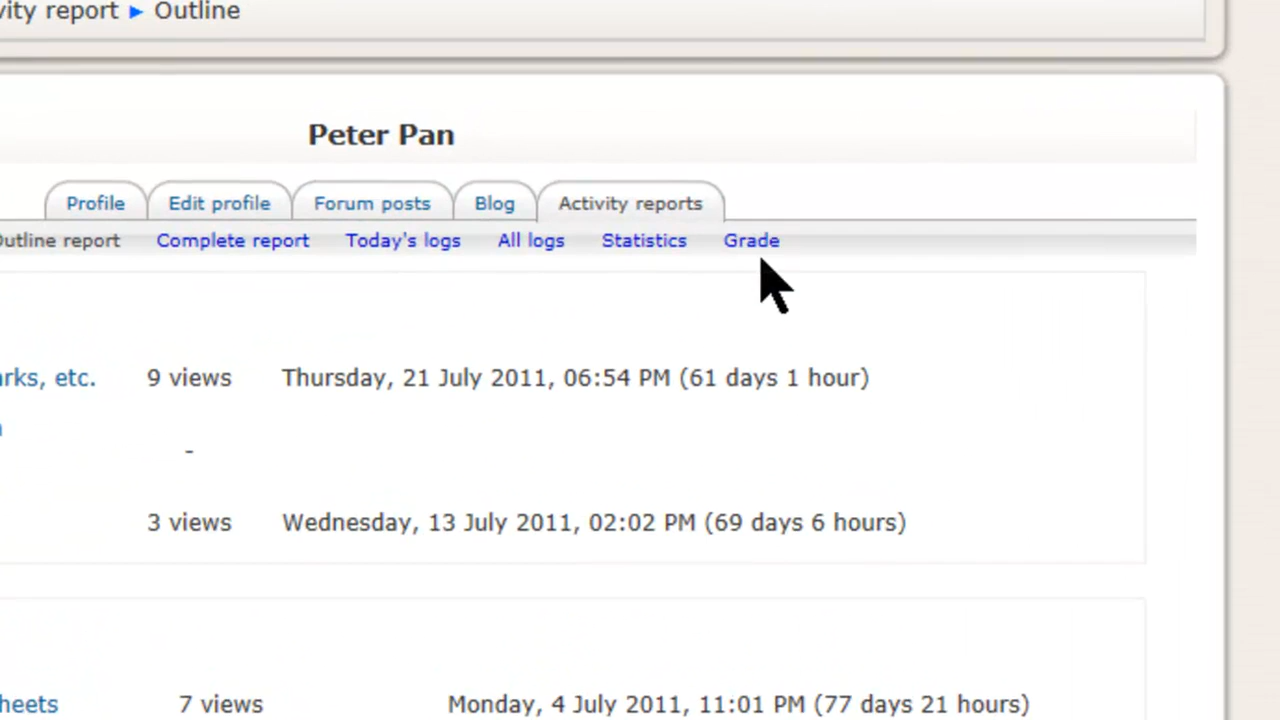 vity report ► Outline
Peter Pan
Profile Edit profile Forum posts Blog Activity reports
Outline report Complete report Today's logs All logs Statistics Grade
arks, etc. 9 views Thursday, 21 July 2011, 06:54 PM (61 days 1 hour)
-
3 views Wednesday, 13 July 2011, 02:02 PM (69 days 6 hours)
heets 7 views Monday, 4 July 2011, 11:01 PM (77 days 21 hours)